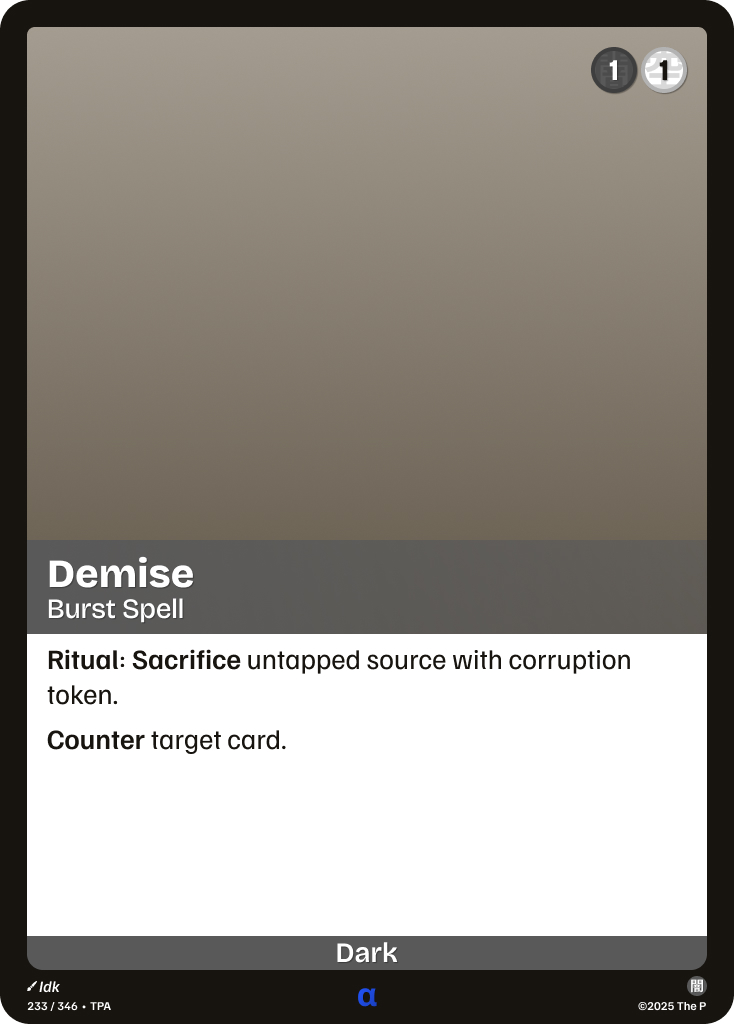 1 1
Demise
Burst Spell
Ritual: Sacrifice untapped source with corruption
token.
Counter target card.
Dark
Idk
233 / 346 • TPA
α
©2025 The P